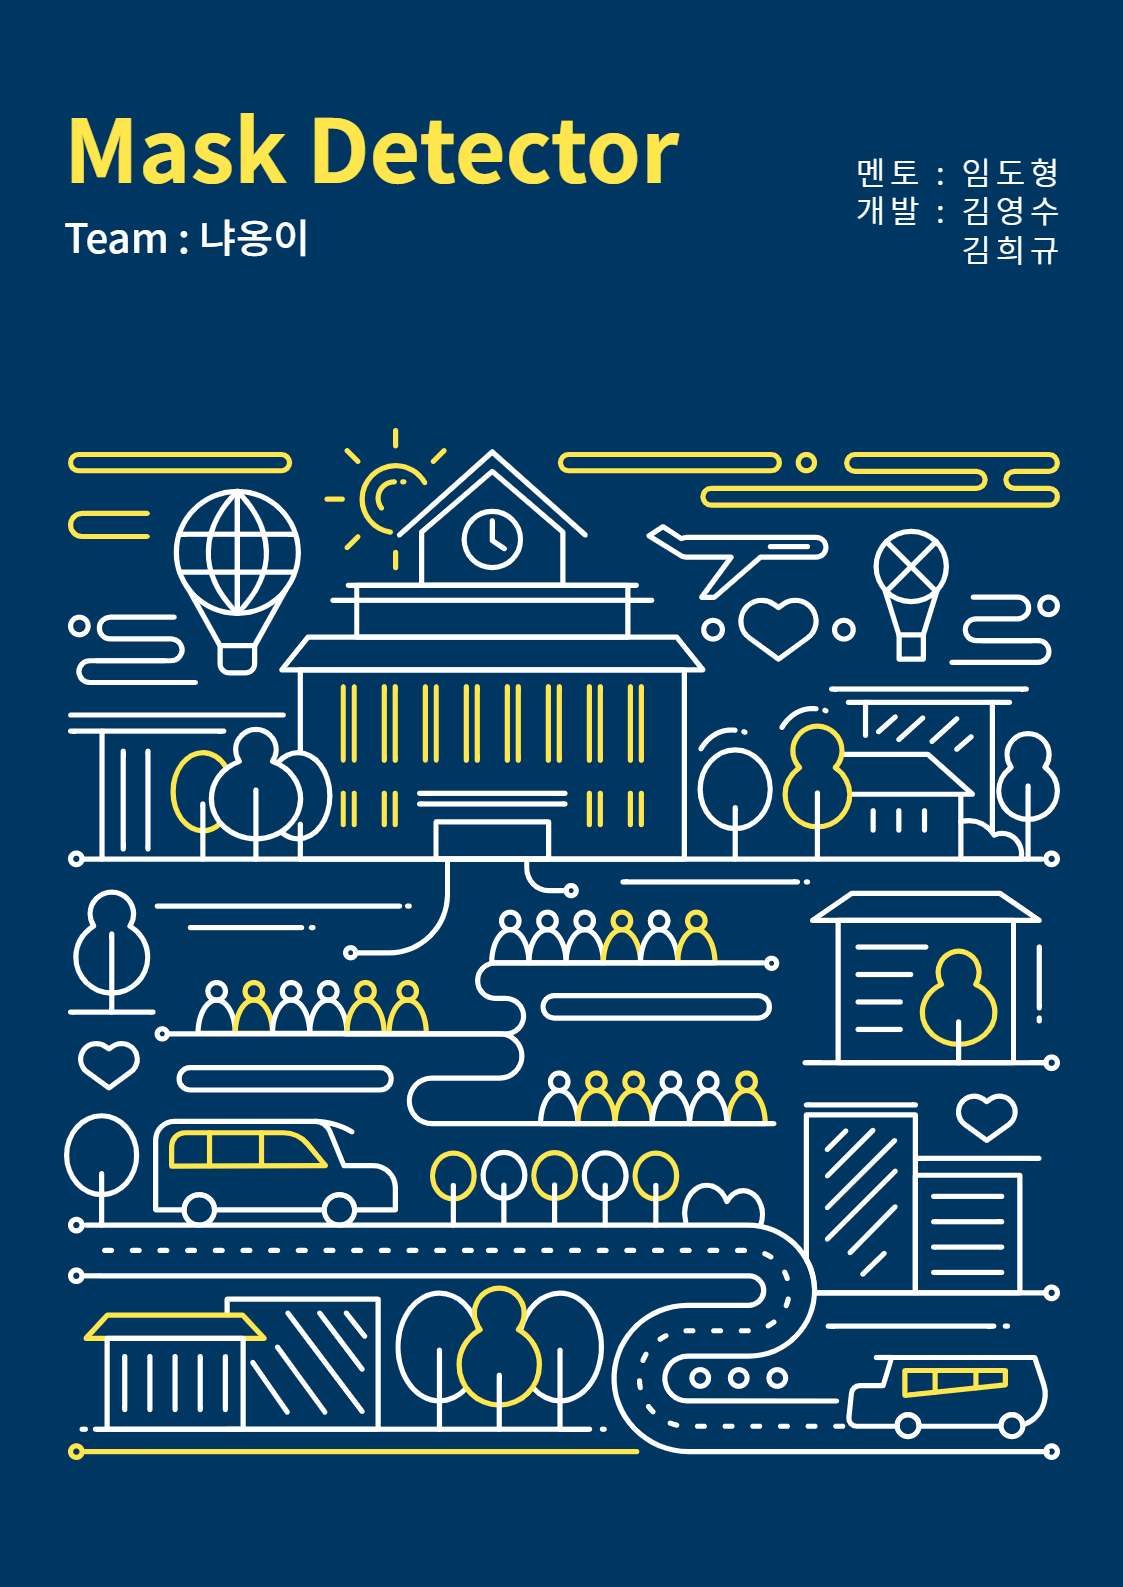 Mask Detector
Team : 냐옹이
멘토 : 임도형
개발 : 김영수
김희규